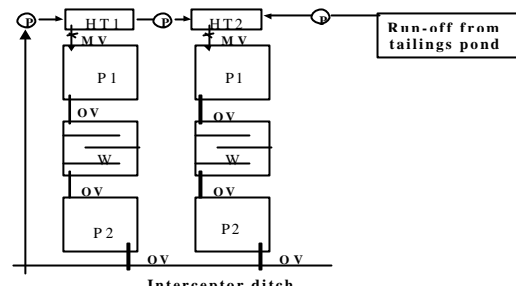 P HT1 P HT2 P Run-off from
tailings pond
MV MV
P1 P1
OV OV
W W
OV OV
P2 P2
OV OV
Interceptor ditch